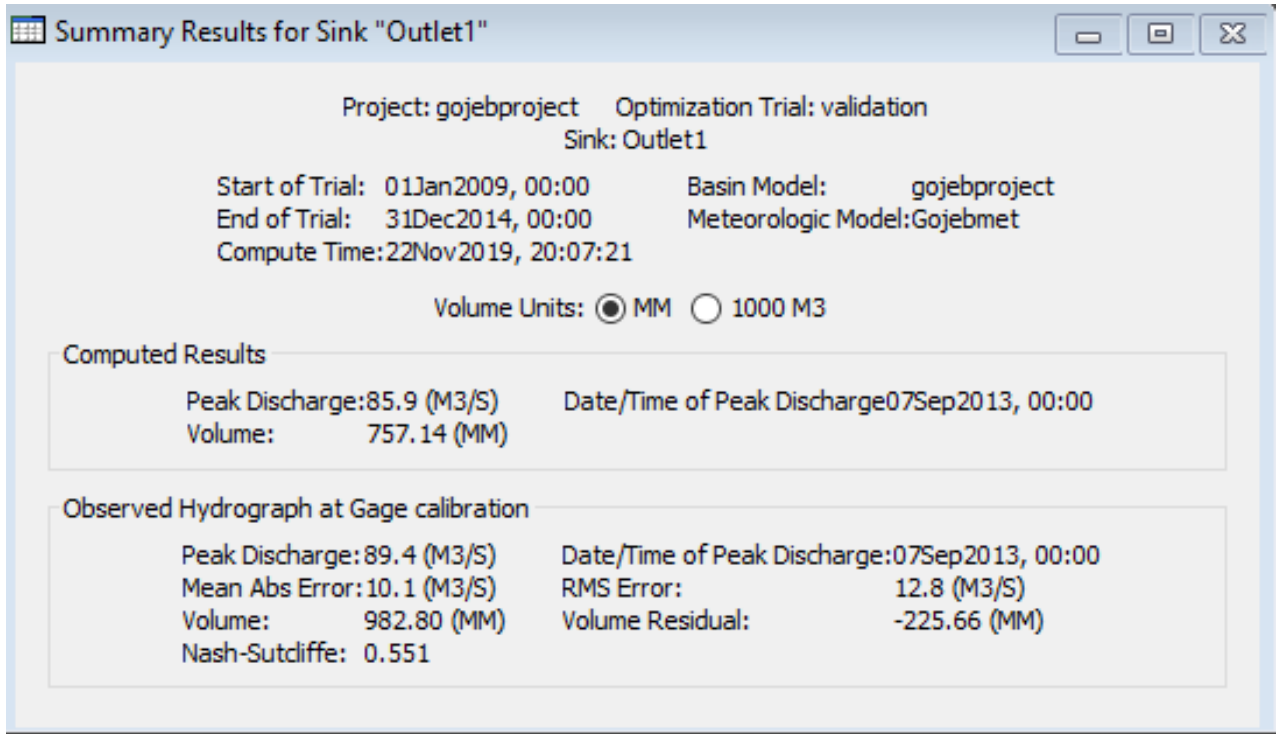 Summary Results for Sink "Outlet1"
Project: gojebproject Optimization Trial: validation
Sink: Outlet1
Start of Trial: 01Jan2009, 00:00 Basin Model: gojebproject
End of Trial: 31Dec2014, 00:00 Meteorologic Model:Gojebmet
Compute Time:22Nov2019, 20:07:21
Volume Units: MM 1000 M3
Computed Results
Peak Discharge:85.9 (M3/S) Date/Time of Peak Discharge07Sep2013, 00:00
Volume: 757.14 (MM)
Observed Hydrograph at Gage calibration
Peak Discharge:89.4 (M3/S) Date/Time of Peak Discharge:07Sep2013, 00:00
Mean Abs Error:10.1 (M3/S) RMS Error: 12.8 (M3/S)
Volume: 982.80 (MM) Volume Residual: -225.66 (MM)
Nash-Sutcliffe: 0.551